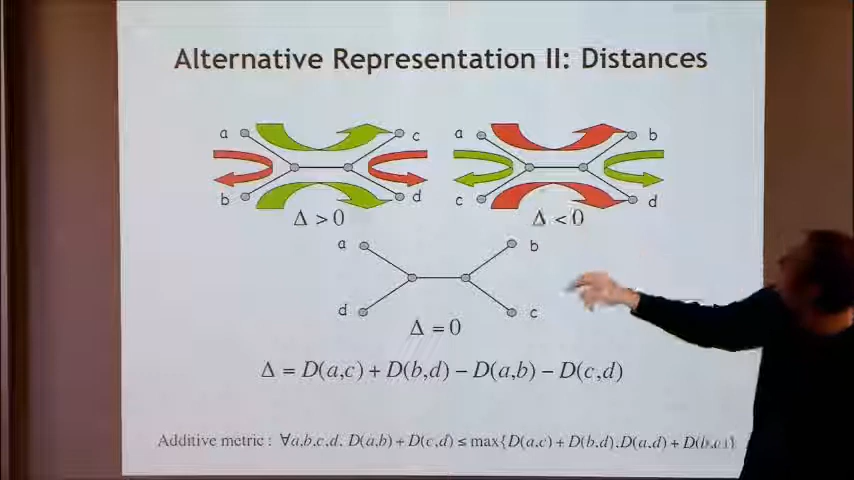 Alternative Representation II: Distances
a c a b
b d c d
Δ > 0 Δ < 0
a b
d c
Δ = 0
Δ = D(a,c) + D(b,d) − D(a,b) − D(c,d)
Additive metric : ∀a,b,c,d, D(a,b) + D(c,d) ≤ max{D(a,c) + D(b,d), D(a,d) + D(b,c)}